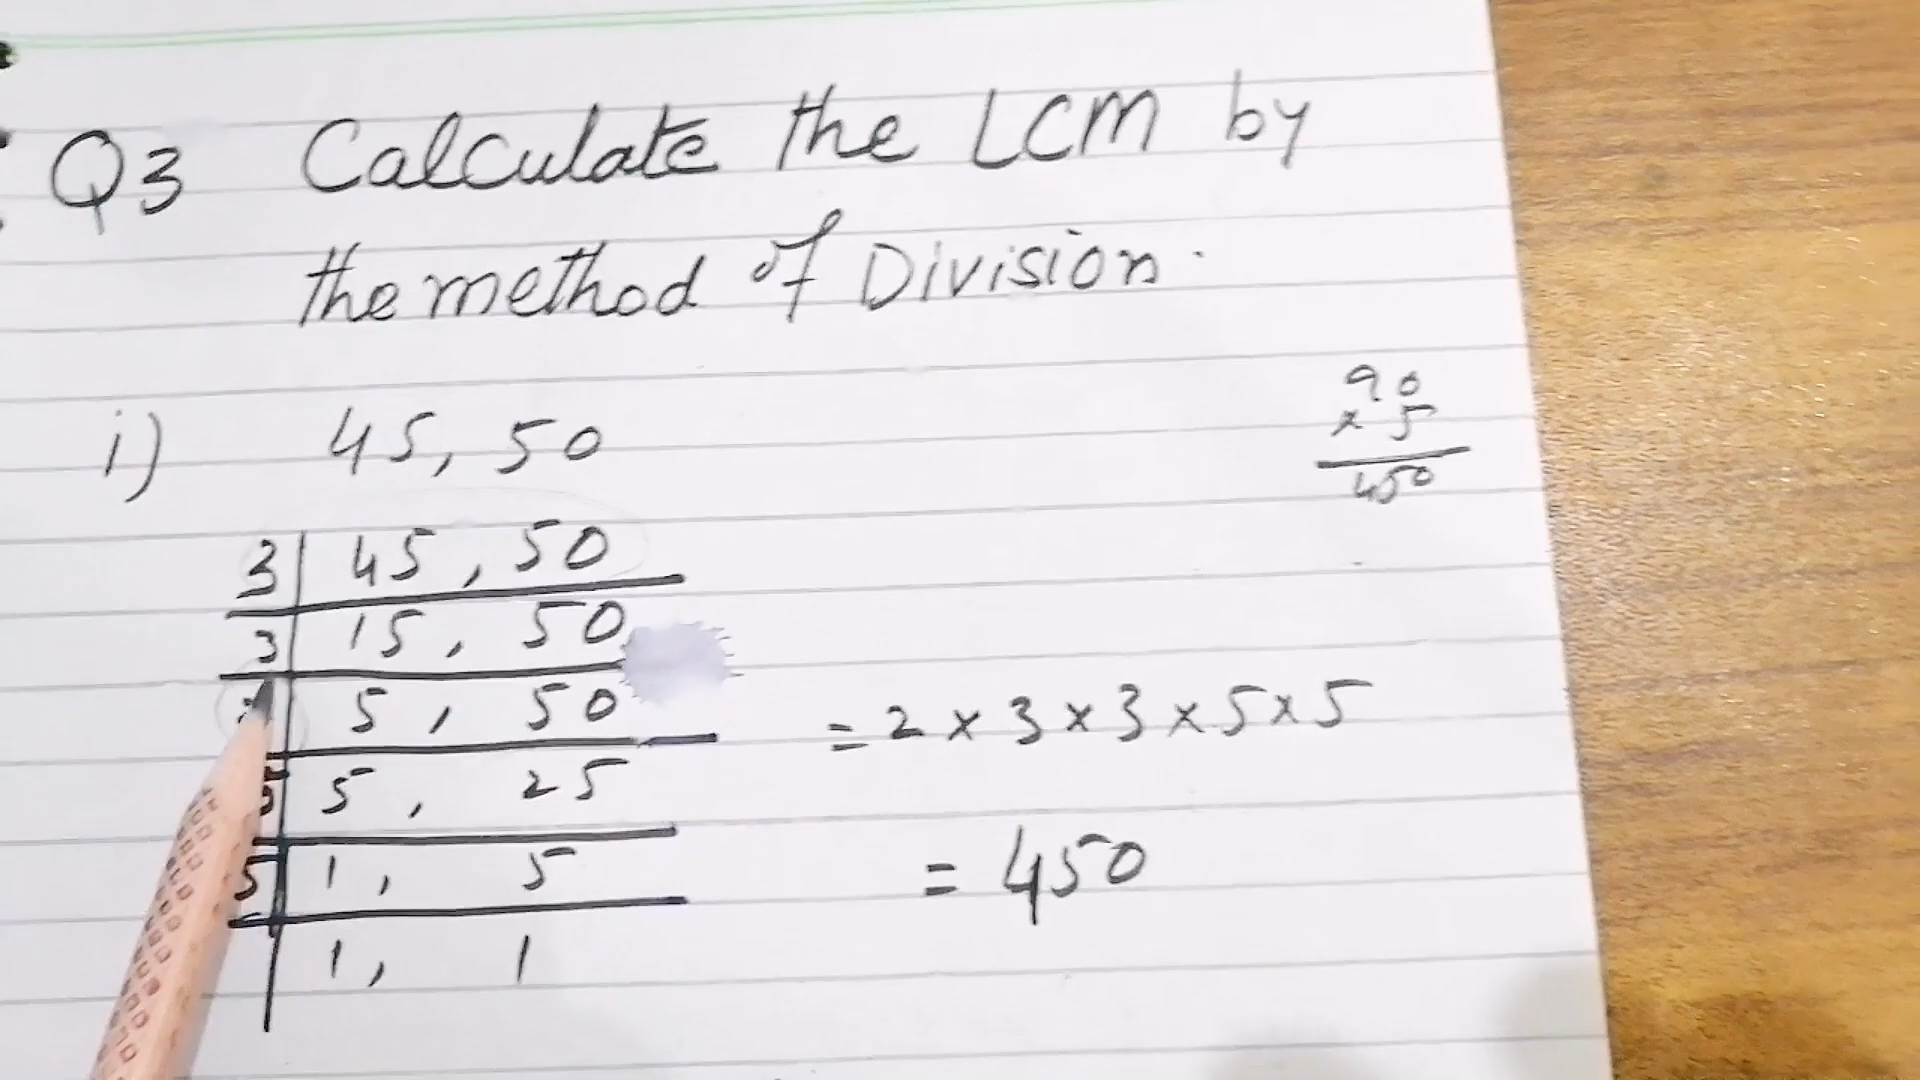 Q3 Calculate the LCM by
the method of Division.
i) 45, 50
90
x 5
450
3 45, 50
3 15, 50
5, 50
= 2 x 3 x 3 x 5 x 5
5, 25
5 1, 5
= 450
1, 1